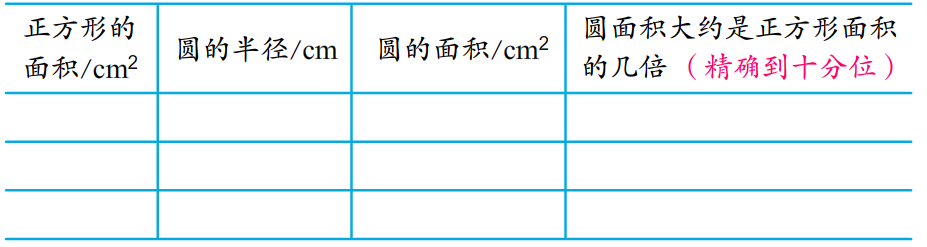 正方形的
面积/cm²
圆的半径/cm
圆的面积/cm²
圆面积大约是正方形面积
的几倍（精确到十分位）